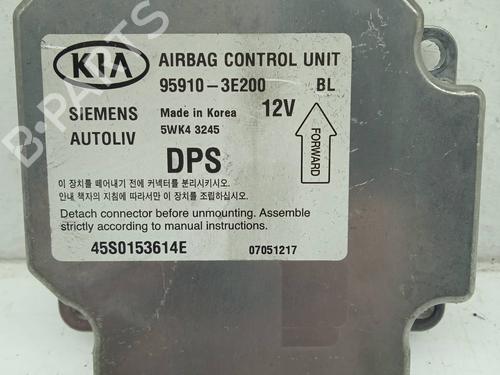 KIA AIRBAG CONTROL UNIT
95910-3E200 BL
SIEMENS Made in Korea 12V
AUTOLIV 5WK4 3245
DPS
FORWARD
이 장치를 떼어내기 전에 커넥터를 분리시키시오.
안내 책자의 지침에 따라서만 이 장치를 조립하십시오.
Detach connector before unmounting. Assemble
strictly according to manual instructions.
45S0153614E 07051217
B-PARTS